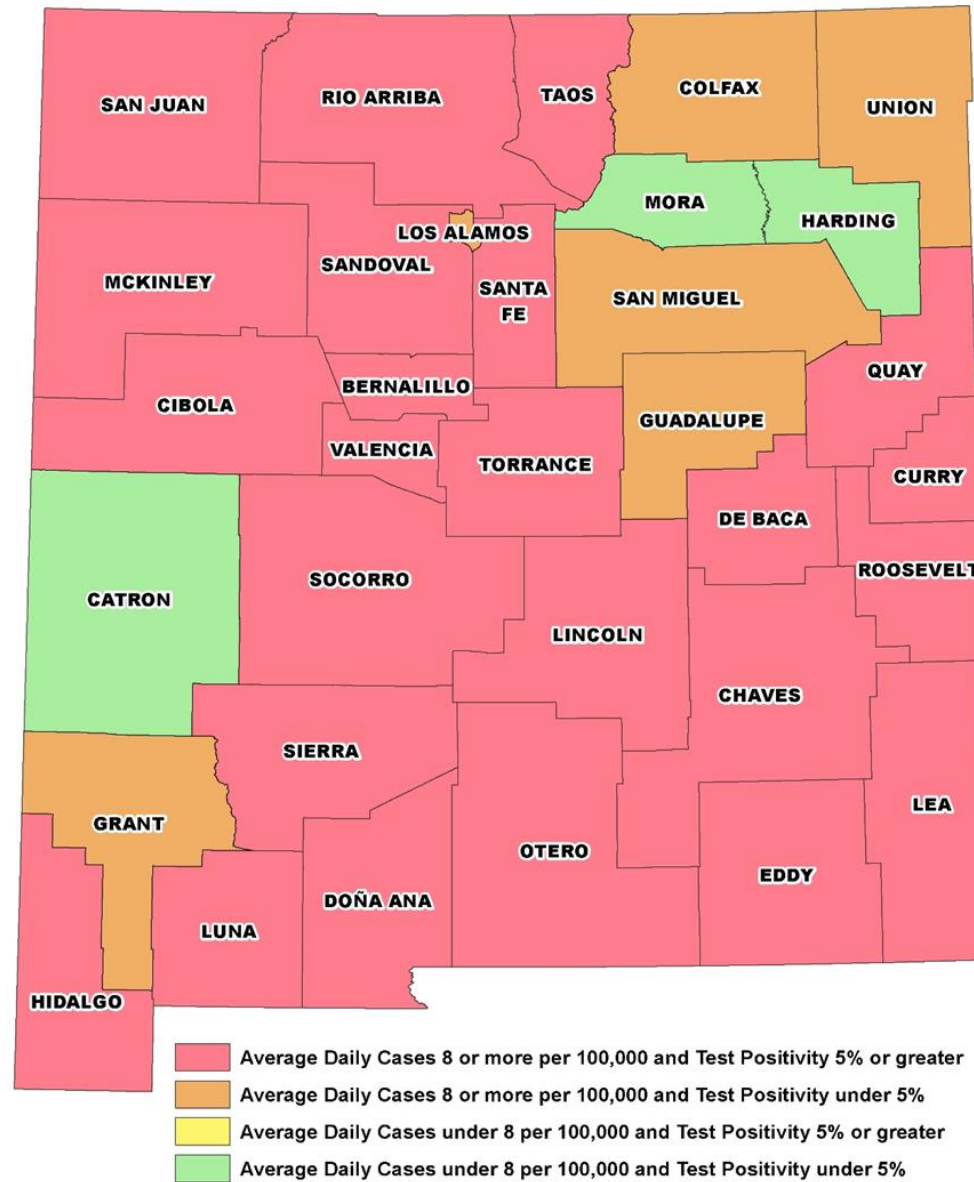 SAN JUAN
RIO ARRIBA
TAOS
COLFAX
UNION
MORA
HARDING
LOS ALAMOS
SANDOVAL
MCKINLEY
SANTA
FE
SAN MIGUEL
QUAY
BERNALILLO
CIBOLA
GUADALUPE
VALENCIA
TORRANCE
CURRY
DE BACA
ROOSEVELT
SOCORRO
CATRON
LINCOLN
CHAVES
SIERRA
LEA
GRANT
OTERO
EDDY
DOÑA ANA
LUNA
HIDALGO
Average Daily Cases 8 or more per 100,000 and Test Positivity 5% or greater
Average Daily Cases 8 or more per 100,000 and Test Positivity under 5%
Average Daily Cases under 8 per 100,000 and Test Positivity 5% or greater
Average Daily Cases under 8 per 100,000 and Test Positivity under 5%